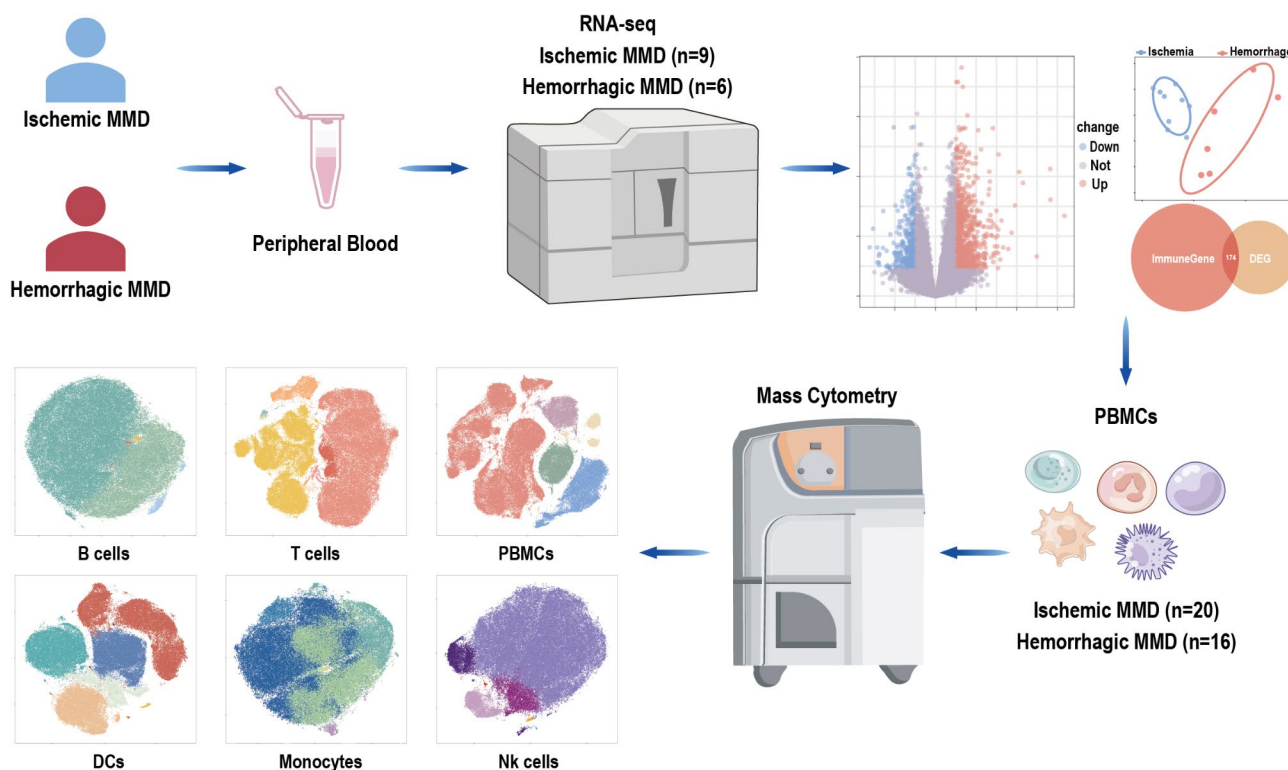 Ischemic MMD
Hemorrhagic MMD
Peripheral Blood
RNA-seq
Ischemic MMD (n=9)
Hemorrhagic MMD (n=6)
change
Down
Not
Up
Ischemia
Hemorrhage
ImmuneGene
174
DEG
PBMCs
Ischemic MMD (n=20)
Hemorrhagic MMD (n=16)
Mass Cytometry
B cells
T cells
PBMCs
DCs
Monocytes
Nk cells